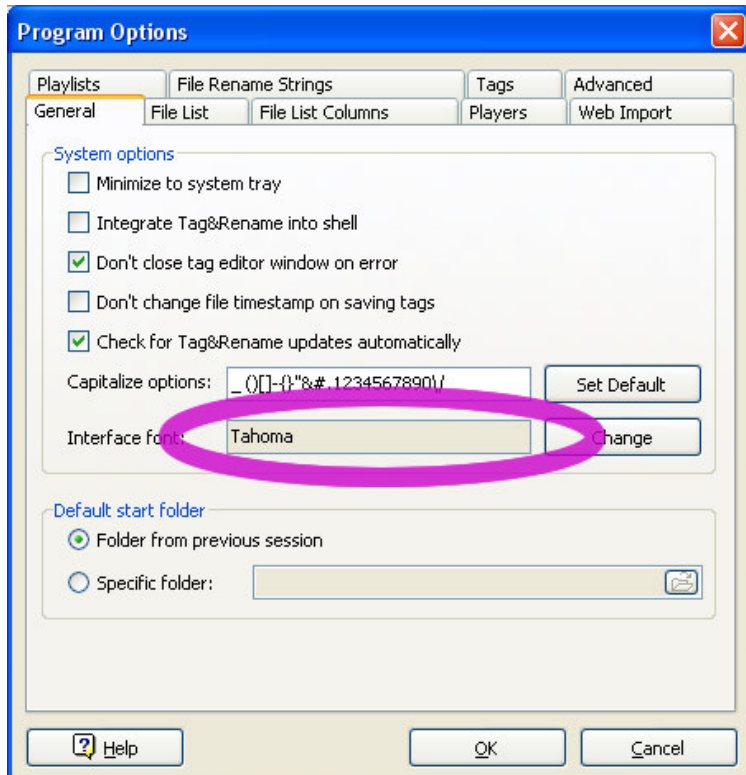 Program Options
Playlists File Rename Strings Tags Advanced
General File List File List Columns Players Web Import
System options
Minimize to system tray
Integrate Tag&Rename into shell
Don't close tag editor window on error
Don't change file timestamp on saving tags
Check for Tag&Rename updates automatically
Capitalize options: _ ()[]-{}"&#.1234567890\/ Set Default
Interface font: Tahoma Change
Default start folder
Folder from previous session
Specific folder:
Help OK Cancel